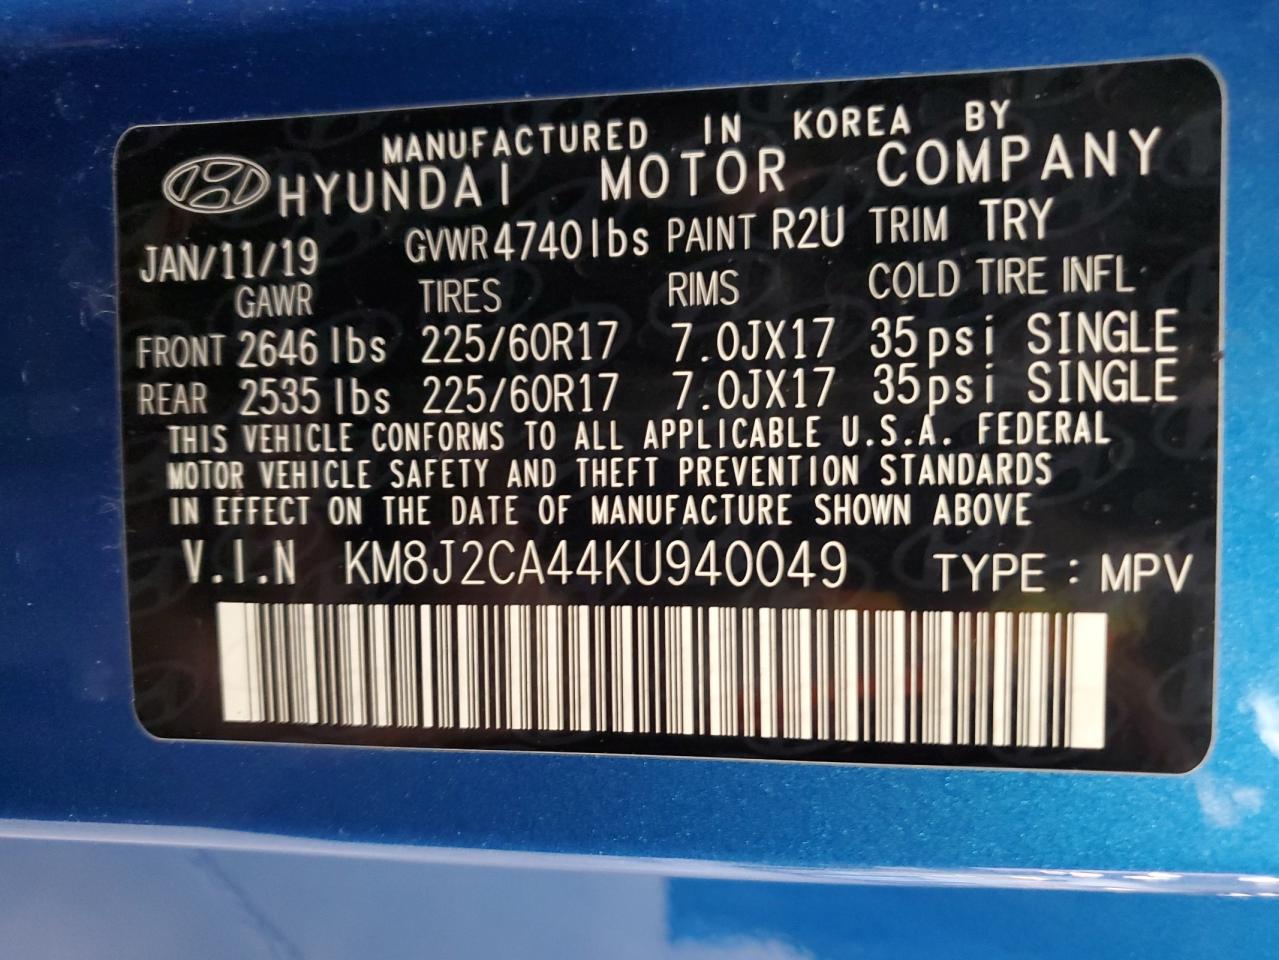 MANUFACTURED IN KOREA BY
HYUNDAI MOTOR COMPANY
JAN/11/19 GVWR 4740lbs PAINT R2U TRIM TRY
GAWR TIRES RIMS COLD TIRE INFL
FRONT 2646 lbs 225/60R17 7.0JX17 35psi SINGLE
REAR 2535 lbs 225/60R17 7.0JX17 35psi SINGLE
THIS VEHICLE CONFORMS TO ALL APPLICABLE U.S.A. FEDERAL
MOTOR VEHICLE SAFETY AND THEFT PREVENTION STANDARDS
IN EFFECT ON THE DATE OF MANUFACTURE SHOWN ABOVE
V.I.N KM8J2CA44KU940049 TYPE : MPV